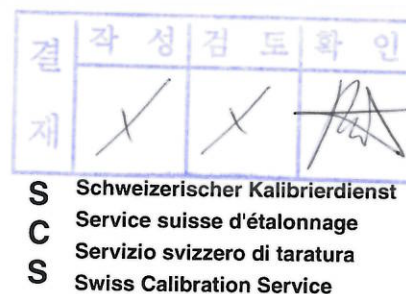 결재 작성 검토 확인
S Schweizerischer Kalibrierdienst
C Service suisse d'étalonnage
S Servizio svizzero di taratura
Swiss Calibration Service